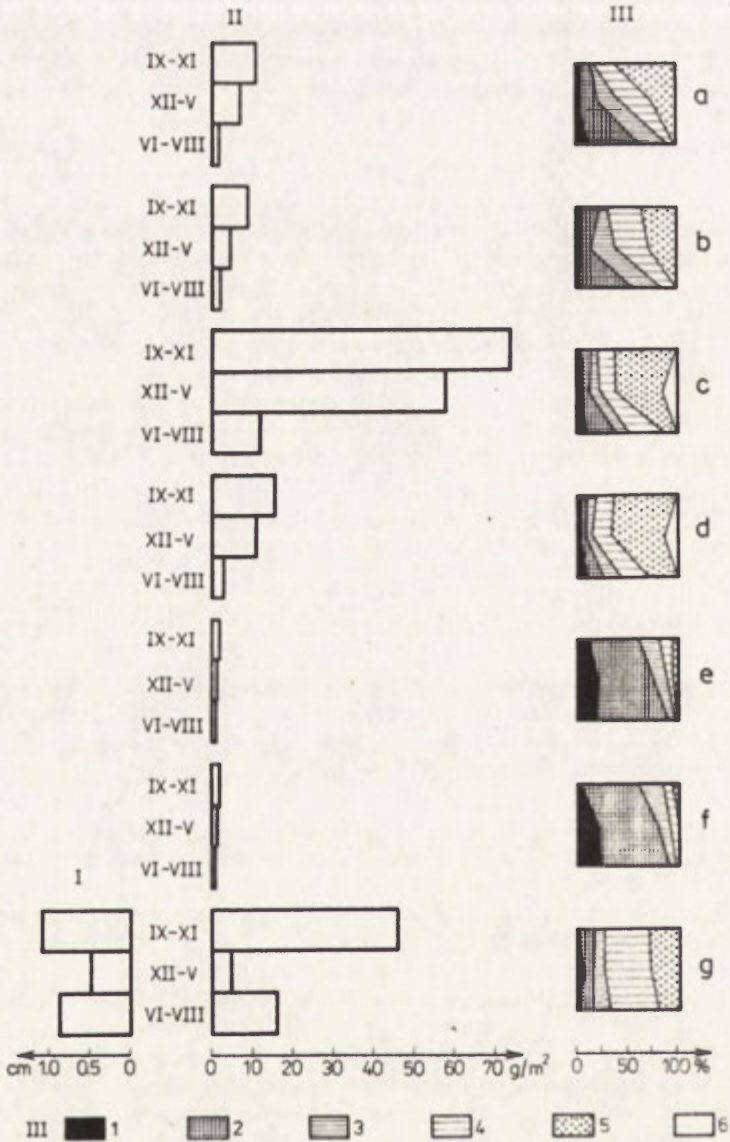 II III
IX-XI
XII-V a
VI-VIII
IX-XI
XII-V b
VI-VIII
IX-XI
XII-V c
VI-VIII
IX-XI
XII-V d
VI-VIII
IX-XI
XII-V e
VI-VIII
IX-XI
XII-V f
VI-VIII
I
IX-XI
XII-V g
VI-VIII
cm 1.0 0.5 0 0 10 20 30 40 50 60 70 g/m² 0 50 100 %
III 1 2 3 4 5 6